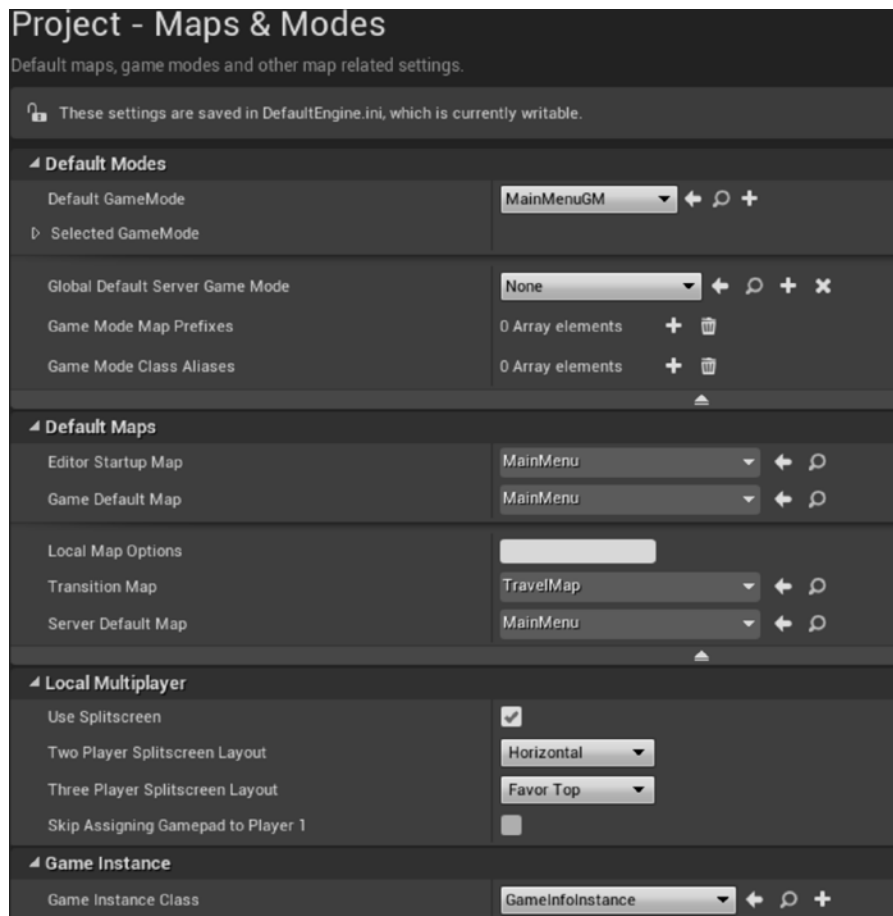 Project - Maps & Modes
Default maps, game modes and other map related settings.
These settings are saved in DefaultEngine.ini, which is currently writable.
Default Modes
Default GameMode MainMenuGM
Selected GameMode
Global Default Server Game Mode None
Game Mode Map Prefixes 0 Array elements
Game Mode Class Aliases 0 Array elements
Default Maps
Editor Startup Map MainMenu
Game Default Map MainMenu
Local Map Options
Transition Map TravelMap
Server Default Map MainMenu
Local Multiplayer
Use Splitscreen
Two Player Splitscreen Layout Horizontal
Three Player Splitscreen Layout Favor Top
Skip Assigning Gamepad to Player 1
Game Instance
Game Instance Class GameInfoInstance